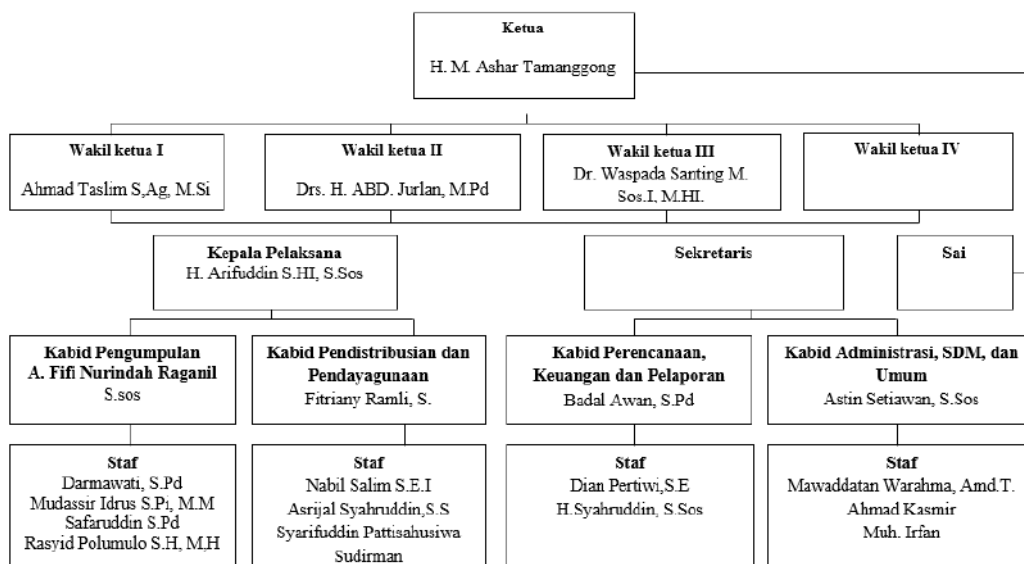 Ketua
H. M. Ashar Tamanggong
Wakil ketua I
Ahmad Taslim S,Ag, M.Si
Wakil ketua II
Drs. H. ABD. Jurlan, M.Pd
Wakil ketua III
Dr. Waspada Santing M.
Sos.I, M.HI.
Wakil ketua IV
Kepala Pelaksana
H. Arifuddin S.HI, S.Sos
Sekretaris
Sai
Kabid Pengumpulan
A. Fifi Nurindah Raganil
S.sos
Kabid Pendistribusian dan
Pendayagunaan
Fitriany Ramli, S.
Kabid Perencanaan,
Keuangan dan Pelaporan
Badal Awan, S.Pd
Kabid Administrasi, SDM, dan
Umum
Astin Setiawan, S.Sos
Staf
Darmawati, S.Pd
Mudassir Idrus S.Pi, M.M
Safaruddin S.Pd
Rasyid Polumulo S.H, M,H
Staf
Nabil Salim S.E.I
Asrijal Syahruddin,S.S
Syarifuddin Pattisahusiwa
Sudirman
Staf
Dian Pertiwi,S.E
H.Syahruddin, S.Sos
Staf
Mawaddatan Warahma, Amd.T.
Ahmad Kasmir
Muh. Irfan